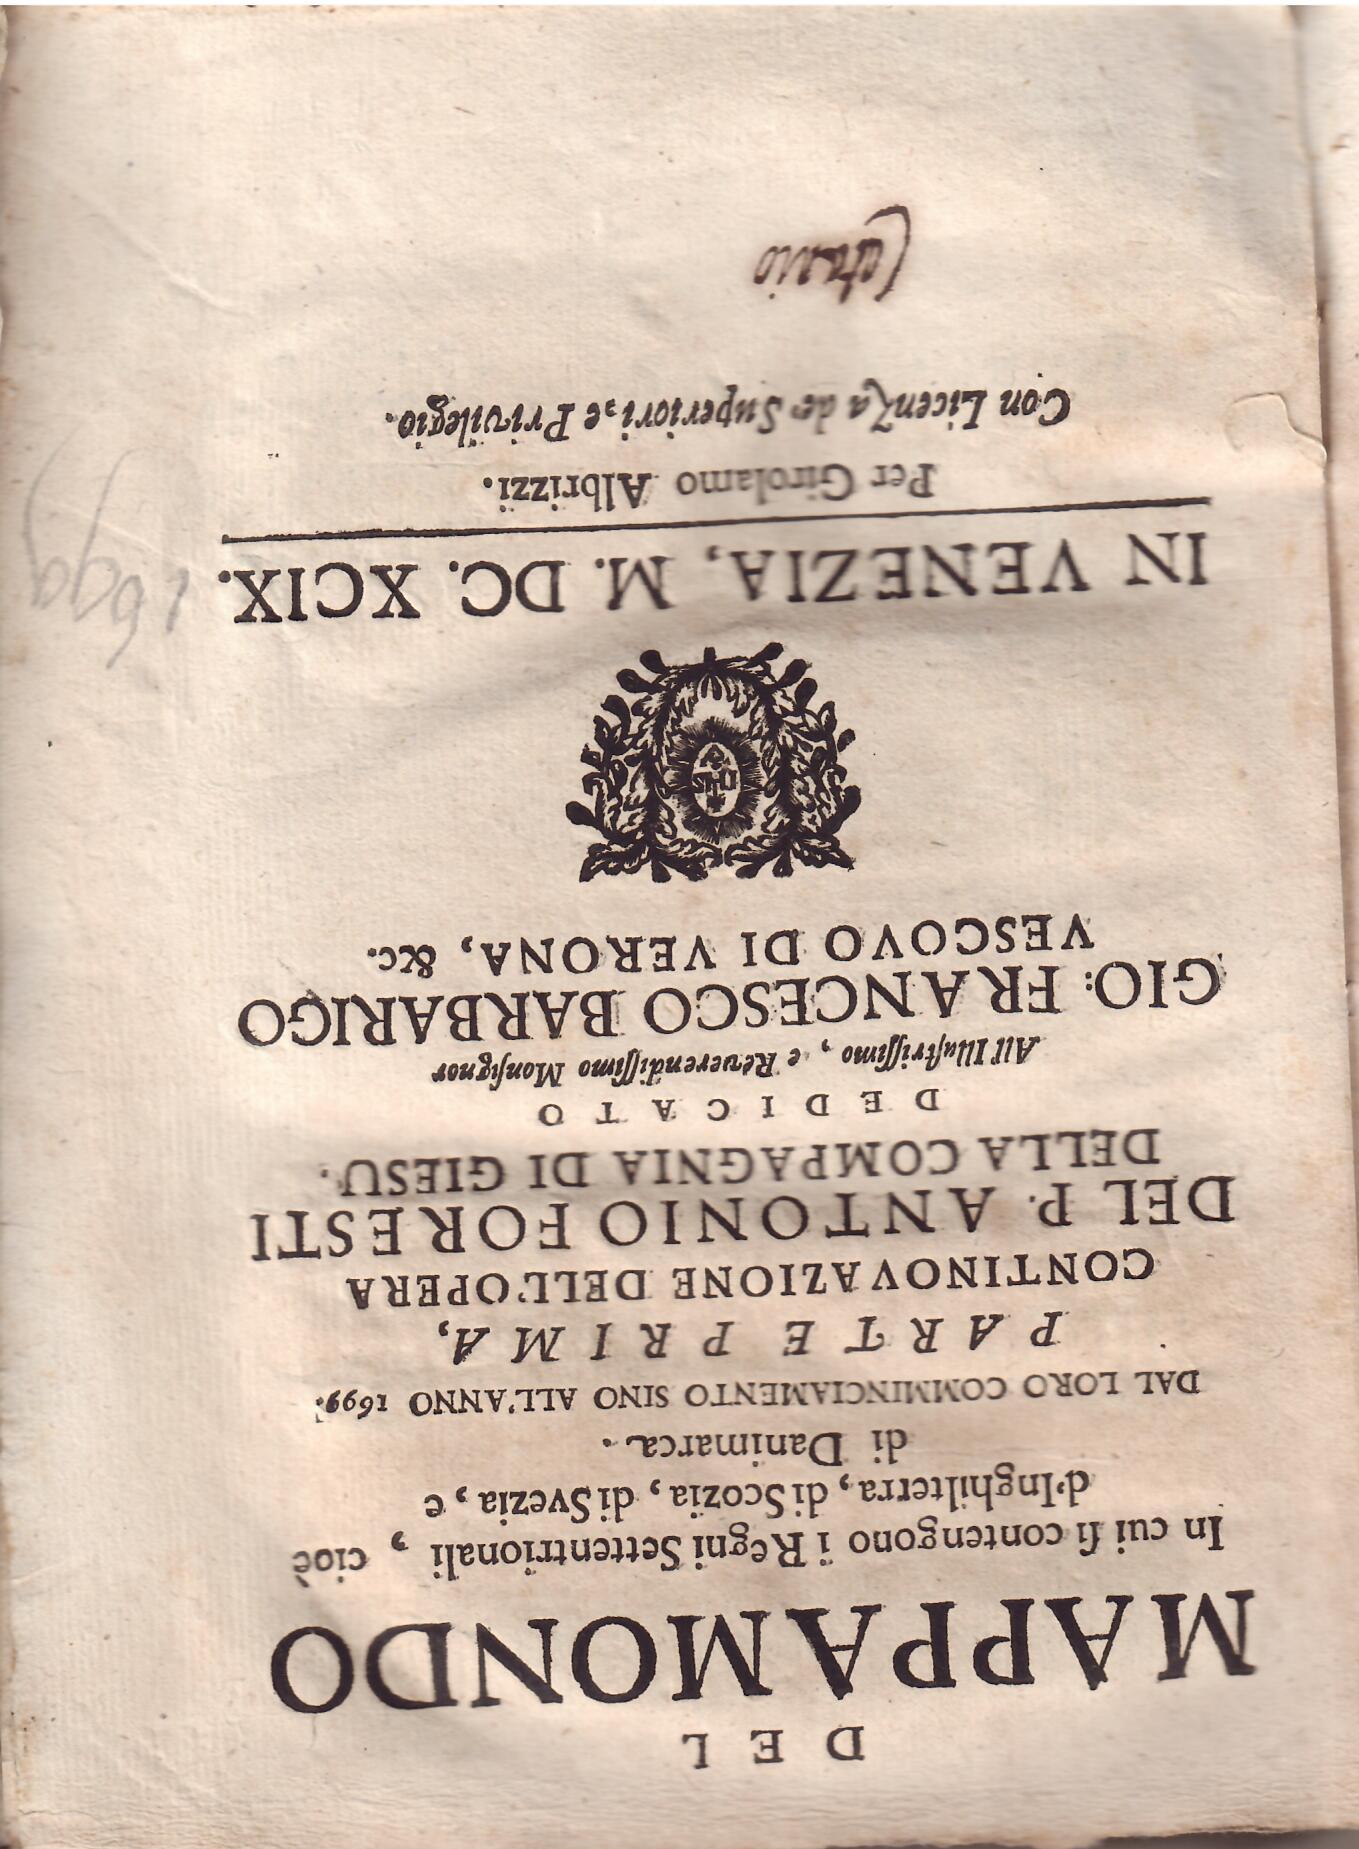 DEL
MAPPAMONDO
In cui ſi contengono i Regni Settentrionali, cioè
d'Inghilterra, di Scozia, di Svezia, e
di Danimarca.
DAL LORO COMINCIAMENTO SINO ALL'ANNO 1699.
PARTE PRIMA,
CONTINOVAZIONE DELL'OPERA
DEL P. ANTONIO FORESTI
DELLA COMPAGNIA DI GIESU'.
DEDICATO
All'Illuſtriſſimo, e Reverendiſſimo Monſignor
GIO: FRANCESCO BARBARIGO
VESCOVO DI VERONA, &c.
IHS
IN VENEZIA, M. DC. XCIX.
1699
Per Girolamo Albrizzi.
Con Licenza de' Superiori, e Privilegio.